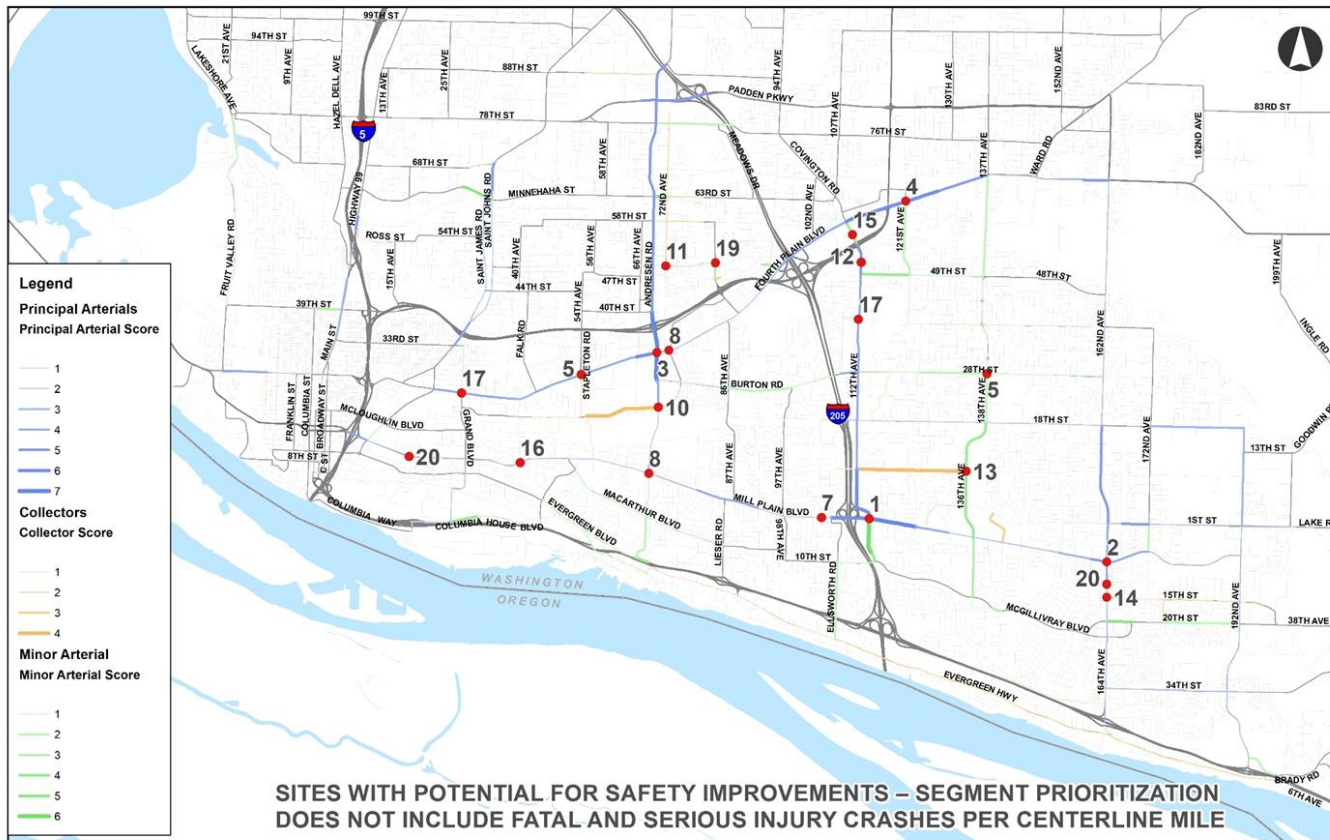 99TH ST
94TH ST
21ST AVE
9TH AVE
HAZEL DELL AVE
13TH AVE
25TH AVE
LAKESHORE AVE
88TH ST
94TH AVE
PADDEN PKWY
107TH AVE
130TH AVE
152ND AVE
83RD ST
78TH ST
5
76TH ST
58TH AVE
MEADOWS DR
COVINGTON RD
137TH AVE
WARD RD
182ND AVE
68TH ST
HIGHWAY 99
SAINT JOHNS RD
MINNEHAHA ST
72ND AVE
63RD ST
102ND AVE
4
121ST AVE
FRUIT VALLEY RD
ROSS ST
54TH ST
SAINT JAMES RD
58TH ST
15
FOURTH PLAIN BLVD
15TH AVE
40TH AVE
56TH AVE
66TH AVE
ANDRESEN RD
11
19
12
49TH ST
48TH ST
199TH AVE
44TH ST
47TH ST
39TH ST
54TH AVE
40TH ST
17
MAIN ST
33RD ST
FALK RD
STAPLETON RD
8
3
5
86TH AVE
112TH AVE
162ND AVE
INGLE RD
28TH ST
5
BURTON RD
138TH AVE
17
FRANKLIN ST
COLUMBIA ST
BROADWAY ST
C ST
MCLOUGHLIN BLVD
GRAND BLVD
10
205
18TH ST
172ND AVE
13TH ST
GOODWIN R
8TH ST
20
16
8
87TH AVE
97TH AVE
13
136TH AVE
COLUMBIA WAY
COLUMBIA HOUSE BLVD
EVERGREEN BLVD
MACARTHUR BLVD
MILL PLAIN BLVD
7
1
1ST ST
LAKE R
LIESER RD
98TH AVE
10TH ST
2
20
14
15TH ST
WASHINGTON
OREGON
ELLSWORTH RD
MCGILLIVRAY BLVD
20TH ST
192ND AVE
38TH AVE
164TH AVE
34TH ST
EVERGREEN HWY
BRADY RD
6TH AVE
Legend
Principal Arterials
Principal Arterial Score
1
2
3
4
5
6
7
Collectors
Collector Score
1
2
3
4
Minor Arterial
Minor Arterial Score
1
2
3
4
5
6
SITES WITH POTENTIAL FOR SAFETY IMPROVEMENTS – SEGMENT PRIORITIZATION
DOES NOT INCLUDE FATAL AND SERIOUS INJURY CRASHES PER CENTERLINE MILE